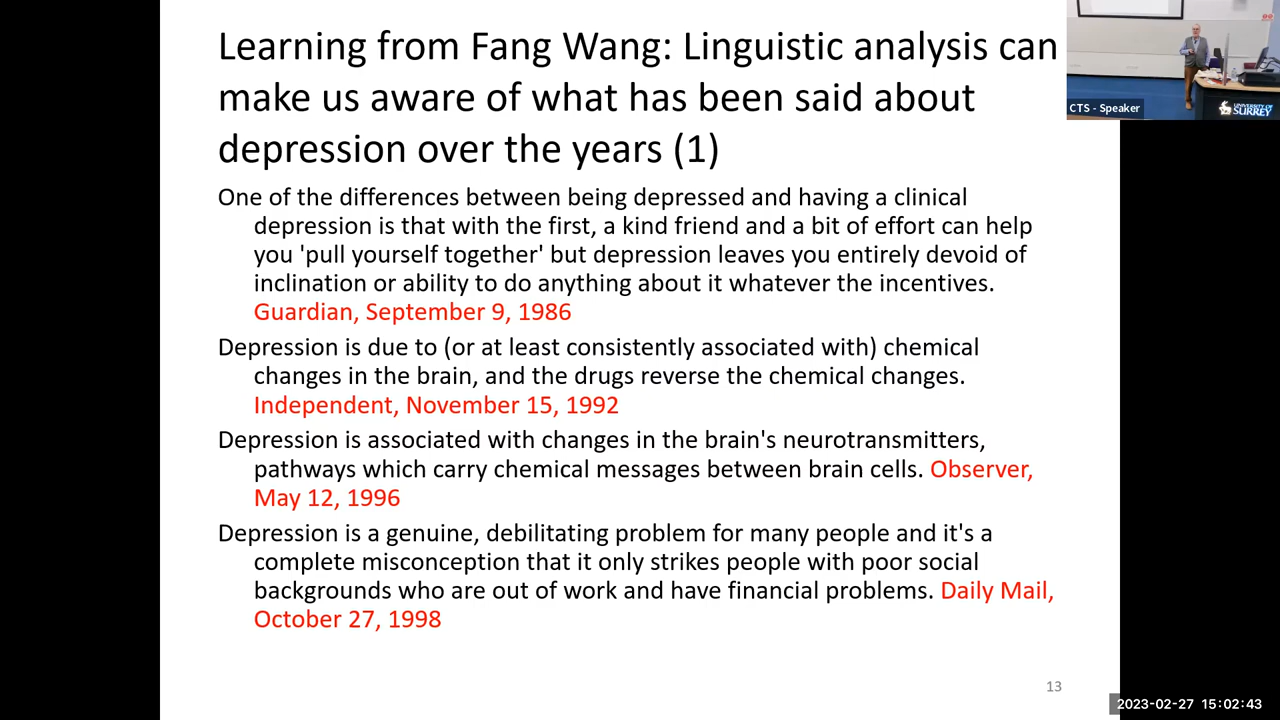 Learning from Fang Wang: Linguistic analysis can
make us aware of what has been said about
depression over the years (1)
CTS - Speaker
UNIVERSITY OF
SURREY
One of the differences between being depressed and having a clinical
depression is that with the first, a kind friend and a bit of effort can help
you 'pull yourself together' but depression leaves you entirely devoid of
inclination or ability to do anything about it whatever the incentives.
Guardian, September 9, 1986
Depression is due to (or at least consistently associated with) chemical
changes in the brain, and the drugs reverse the chemical changes.
Independent, November 15, 1992
Depression is associated with changes in the brain's neurotransmitters,
pathways which carry chemical messages between brain cells. Observer,
May 12, 1996
Depression is a genuine, debilitating problem for many people and it's a
complete misconception that it only strikes people with poor social
backgrounds who are out of work and have financial problems. Daily Mail,
October 27, 1998
13
2023-02-27 15:02:43